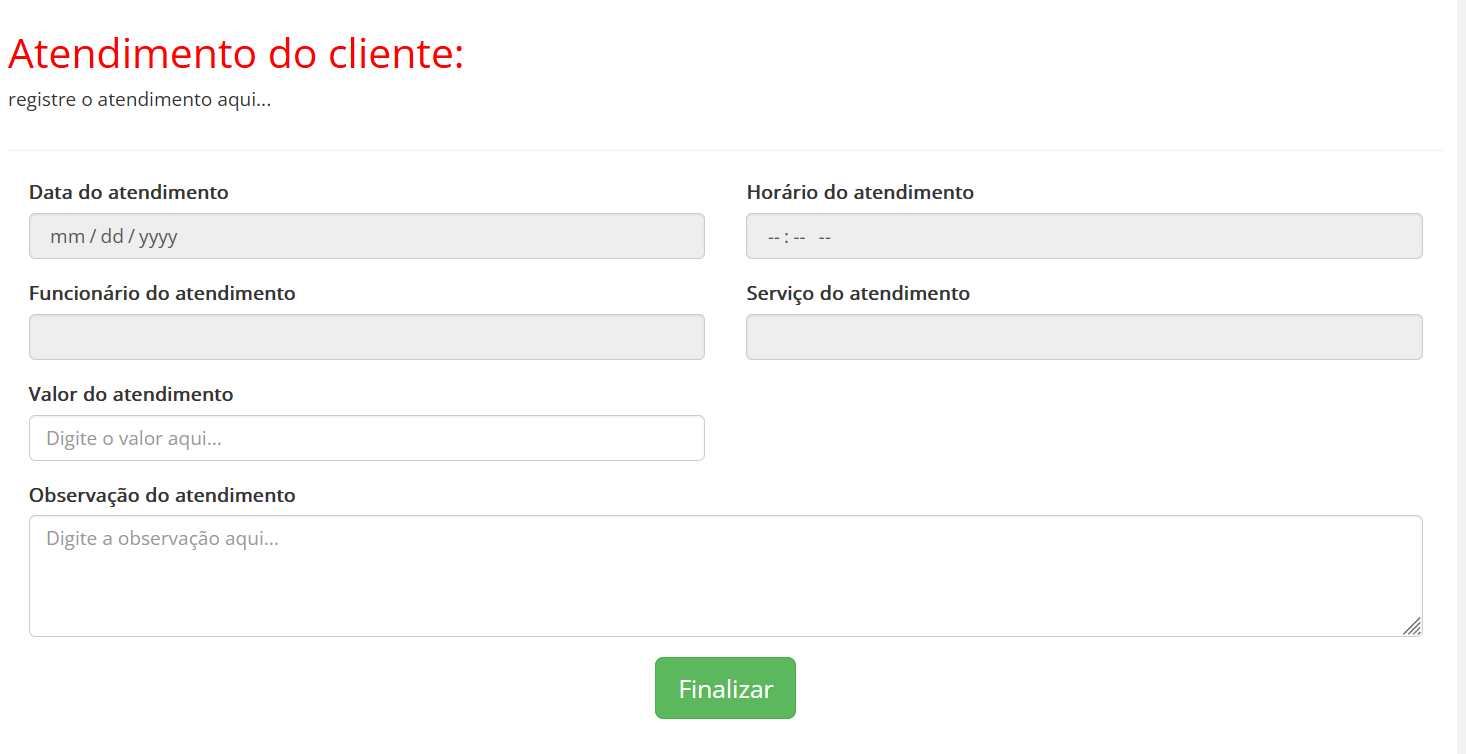 Atendimento do cliente:
registre o atendimento aqui...
Data do atendimento
Horário do atendimento
mm / dd / yyyy
-- : -- --
Funcionário do atendimento
Serviço do atendimento
Valor do atendimento
Digite o valor aqui...
Observação do atendimento
Digite a observação aqui...
Finalizar